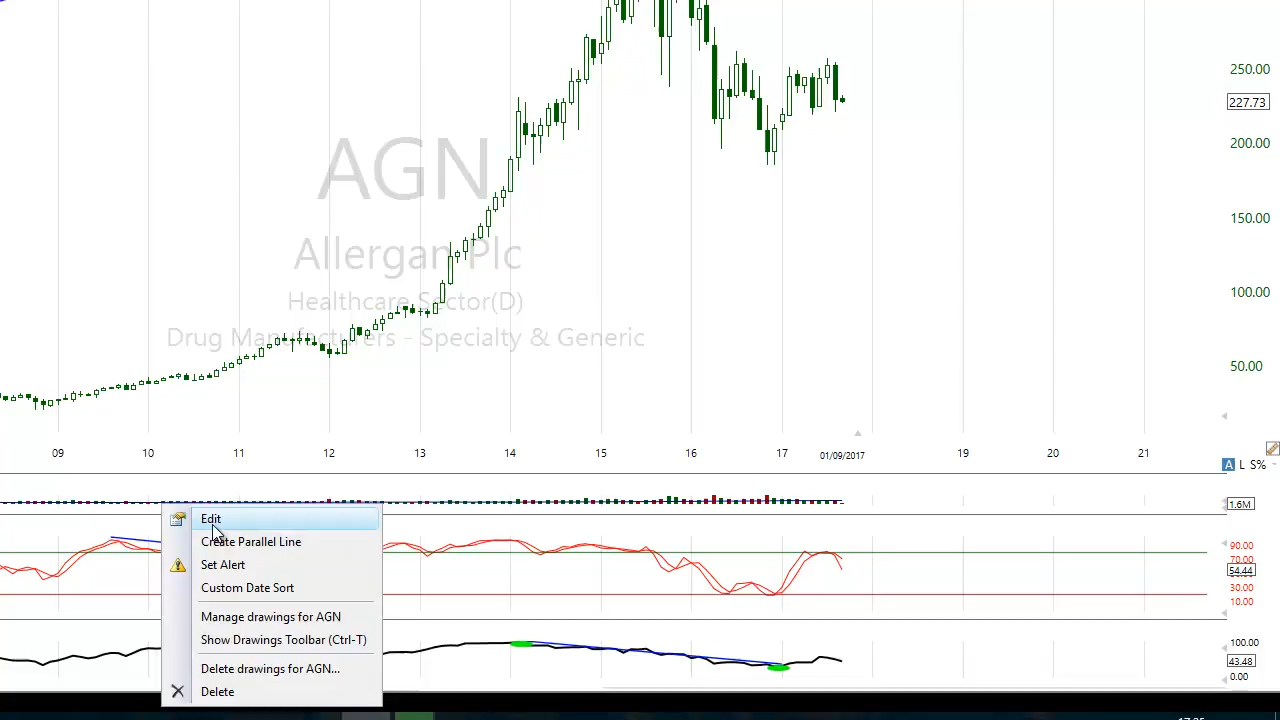 250.00
227.73
200.00
150.00
100.00
50.00
AGN
Allergan Plc
Healthcare Sector(D)
Drug Manufacturers - Specialty & Generic
09 10 11 12 13 14 15 16 17 01/09/2017 19 20 21
A L S%
1.6M
Edit
Create Parallel Line
Set Alert
Custom Date Sort
Manage drawings for AGN
Show Drawings Toolbar (Ctrl-T)
Delete drawings for AGN...
Delete
90.00
70.00
54.44
30.00
10.00
100.00
43.48
0.00